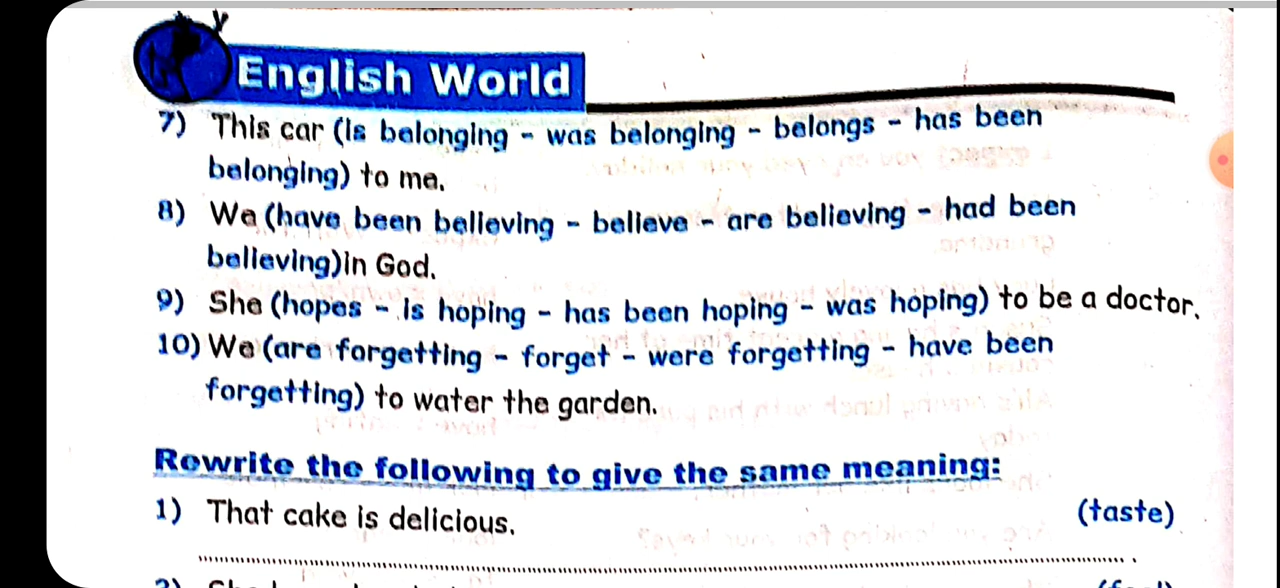 English World
7) This car (is belonging - was belonging - belongs - has been
belonging) to me.
8) We (have been believing - believe - are believing - had been
believing)in God.
9) She (hopes - is hoping - has been hoping - was hoping) to be a doctor.
10) We (are forgetting - forget - were forgetting - have been
forgetting) to water the garden.
Rewrite the following to give the same meaning:
1) That cake is delicious. (taste)